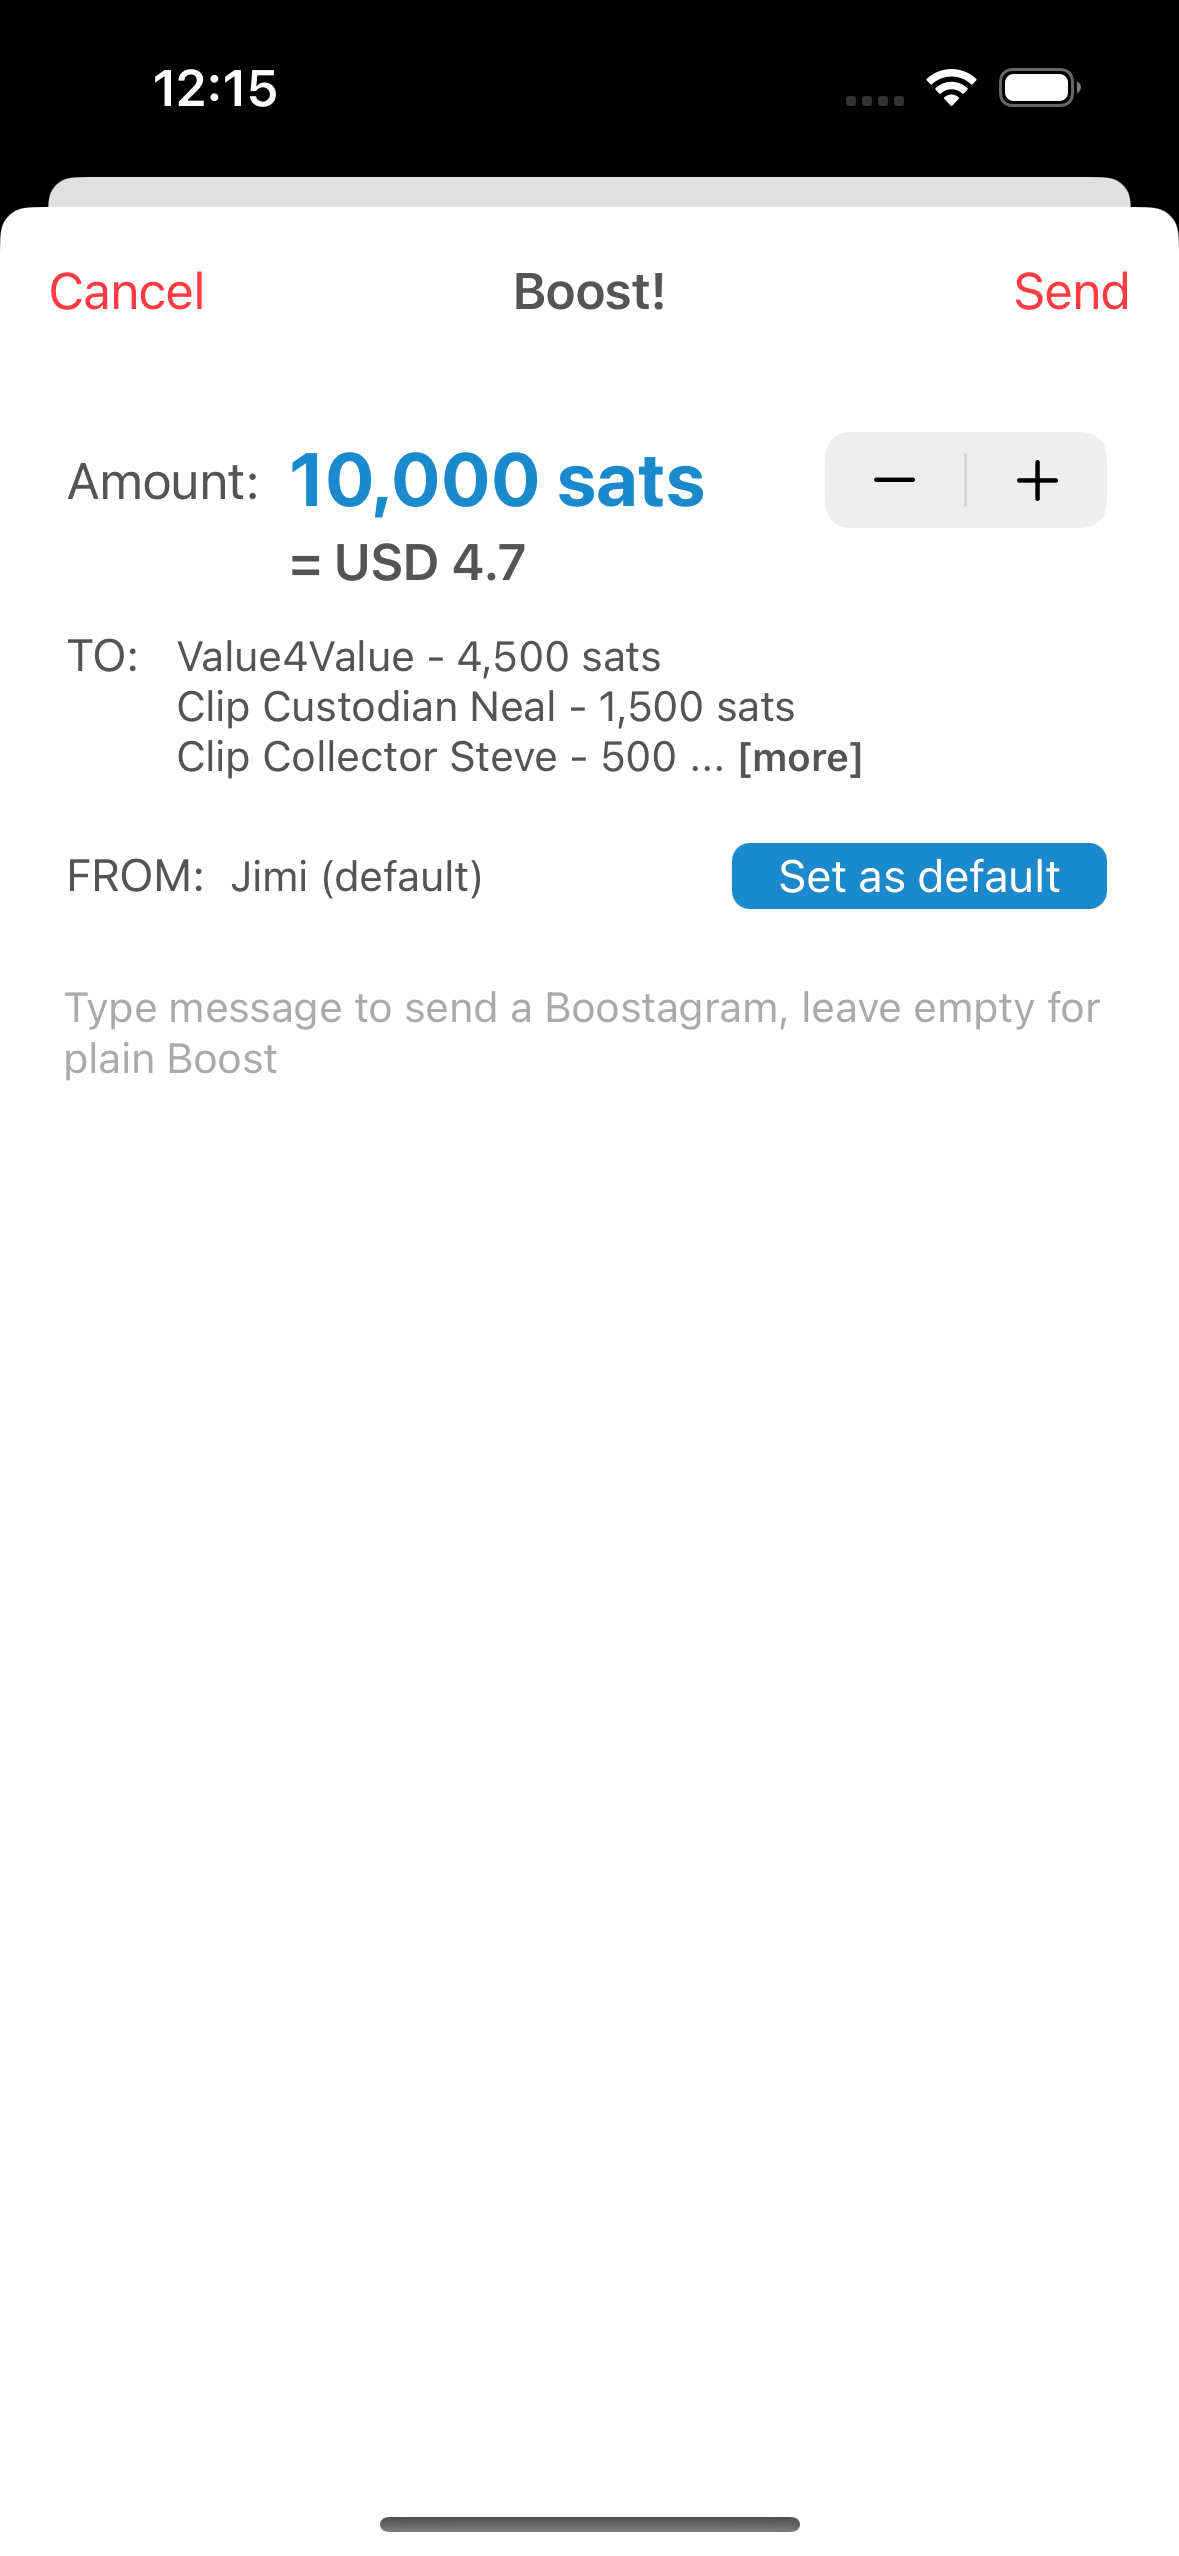 12:15
Cancel Boost! Send
Amount: 10,000 sats
= USD 4.7
TO: Value4Value - 4,500 sats
Clip Custodian Neal - 1,500 sats
Clip Collector Steve - 500 ... [more]
FROM: Jimi (default) Set as default
Type message to send a Boostagram, leave empty for
plain Boost